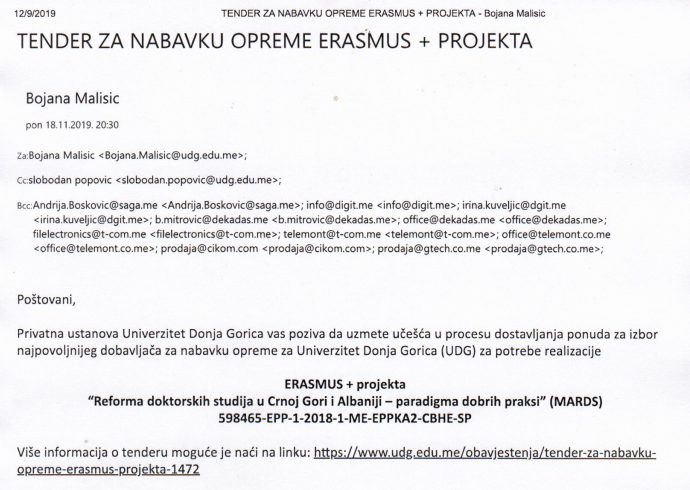 12/9/2019 TENDER ZA NABAVKU OPREME ERASMUS + PROJEKTA - Bojana Malisic
TENDER ZA NABAVKU OPREME ERASMUS + PROJEKTA
Bojana Malisic
pon 18.11.2019. 20:30
Za:Bojana Malisic <Bojana.Malisic@udg.edu.me>;
Cc:slobodan popovic <slobodan.popovic@udg.edu.me>;
Bcc:Andrija.Boskovic@saga.me <Andrija.Boskovic@saga.me>; info@digit.me <info@digit.me>; irina.kuveljic@dgit.me
<irina.kuveljic@dgit.me>; b.mitrovic@dekadas.me <b.mitrovic@dekadas.me>; office@dekadas.me <office@dekadas.me>;
filelectronics@t-com.me <filelectronics@t-com.me>; telemont@t-com.me <telemont@t-com.me>; office@telemont.co.me
<office@telemont.co.me>; prodaja@cikom.com <prodaja@cikom.com>; prodaja@gtech.co.me <prodaja@gtech.co.me>;
Poštovani,
Privatna ustanova Univerzitet Donja Gorica vas poziva da uzmete učešća u procesu dostavljanja ponuda za izbor
najpovoljnijeg dobavljača za nabavku opreme za Univerzitet Donja Gorica (UDG) za potrebe realizacije
ERASMUS + projekta
“Reforma doktorskih studija u Crnoj Gori i Albaniji – paradigma dobrih praksi” (MARDS)
598465-EPP-1-2018-1-ME-EPPKA2-CBHE-SP
Više informacija o tenderu moguće je naći na linku: https://www.udg.edu.me/obavjestenja/tender-za-nabavku-
opreme-erasmus-projekta-1472